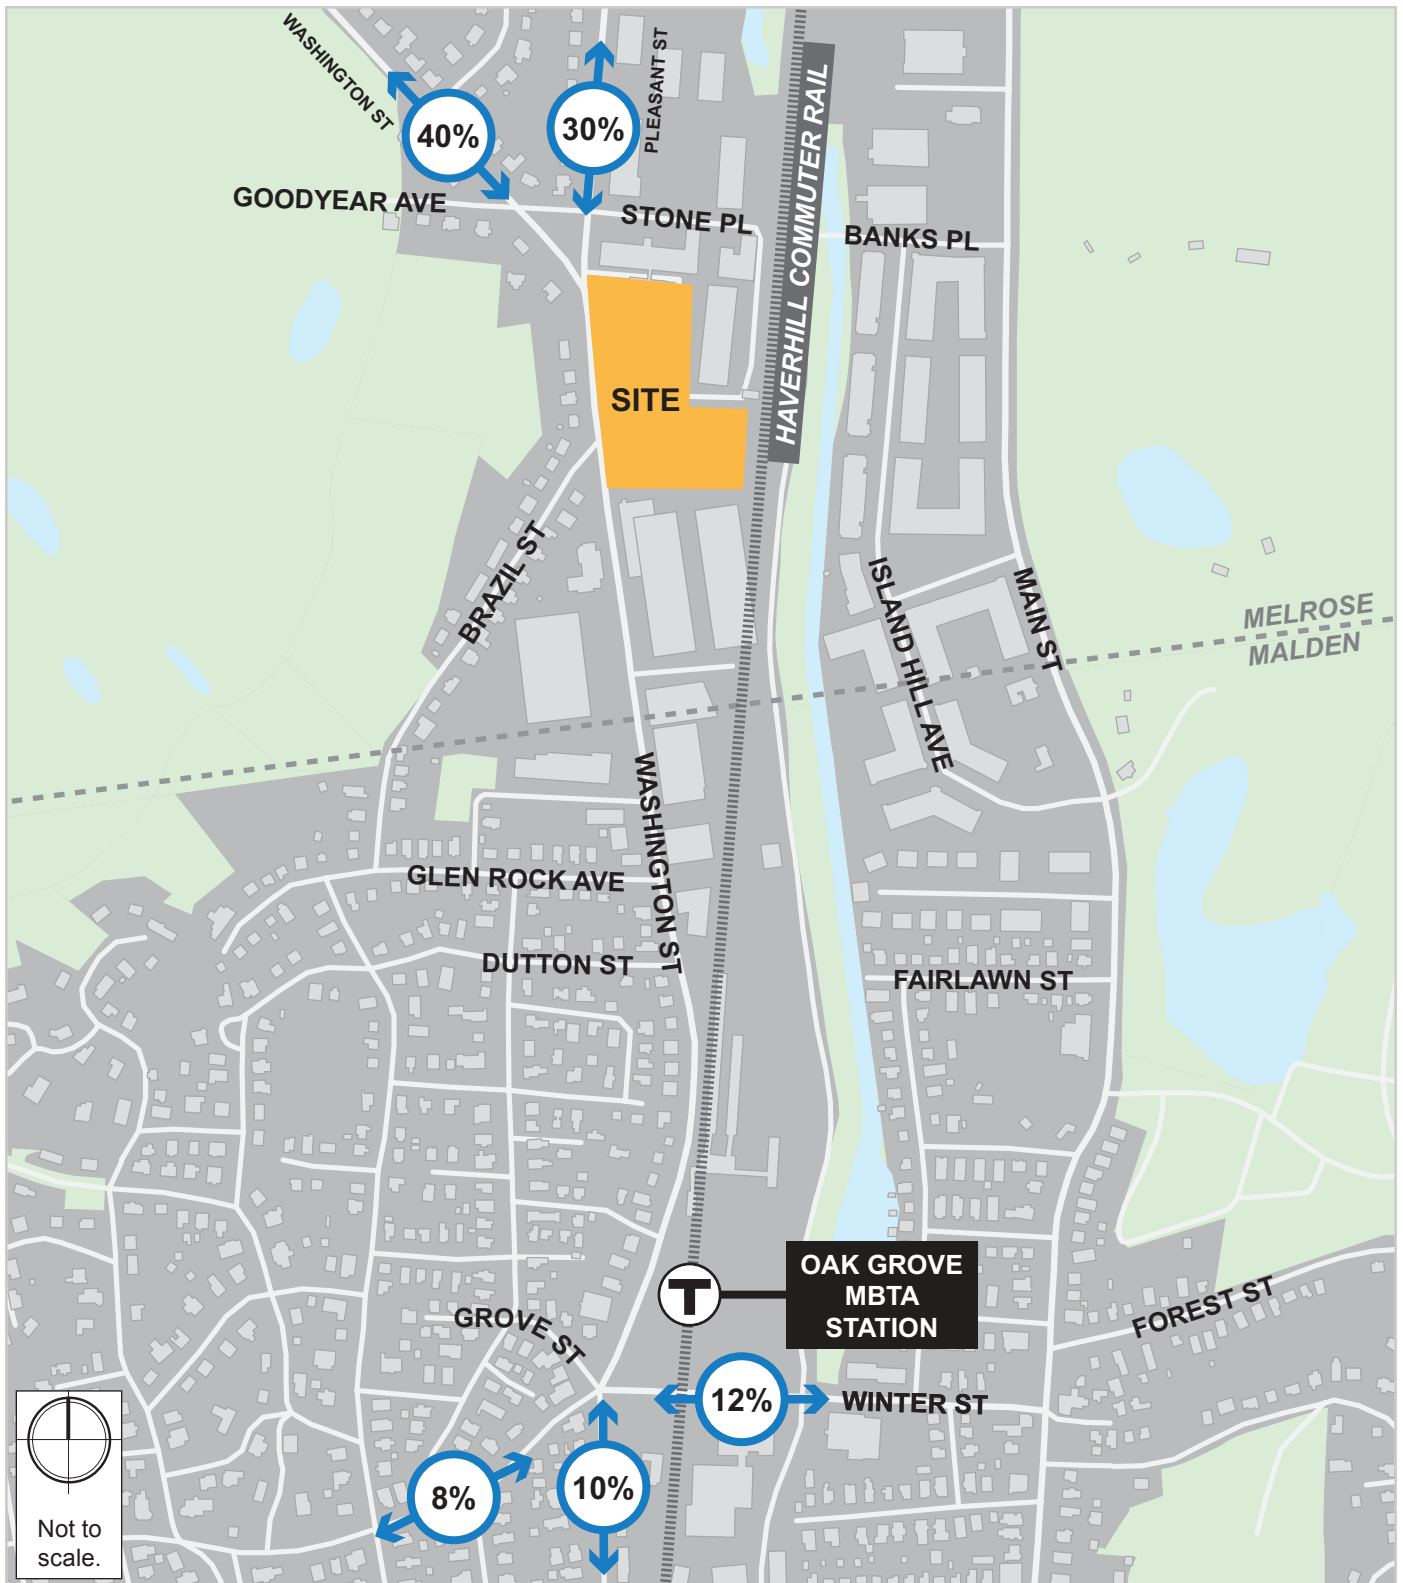 WASHINGTON ST
PLEASANT ST
40%
30%
GOODYEAR AVE
STONE PL
HAVERHILL COMMUTER RAIL
BANKS PL
SITE
BRAZIL ST
ISLAND HILL AVE
MAIN ST
MELROSE
MALDEN
WASHINGTON ST
GLEN ROCK AVE
DUTTON ST
FAIRLAWN ST
T
OAK GROVE
MBTA
STATION
GROVE ST
FOREST ST
12%
WINTER ST
8%
10%
Not to
scale.